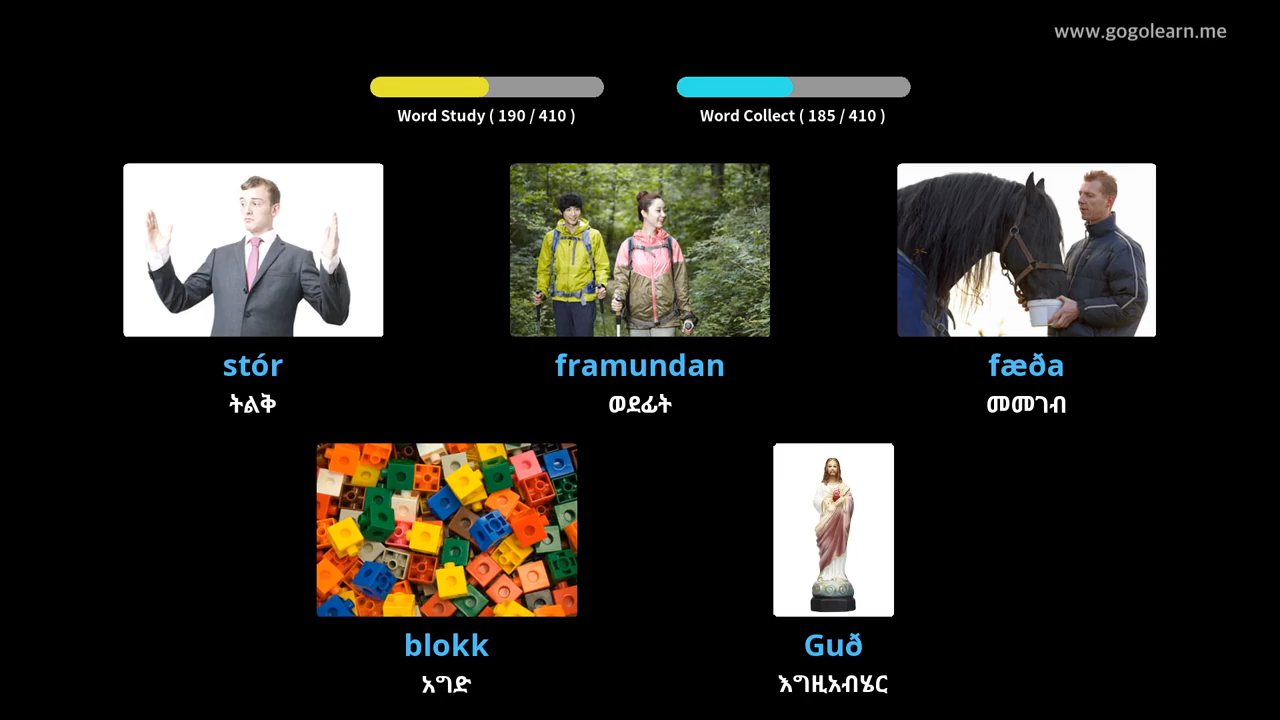 www.gogolearn.me
Word Study ( 190 / 410 )
Word Collect ( 185 / 410 )
stór
framundan
fæða
ትልቅ
ወደፊት
መመገብ
blokk
Guð
አግድ
እግዚአብሄር